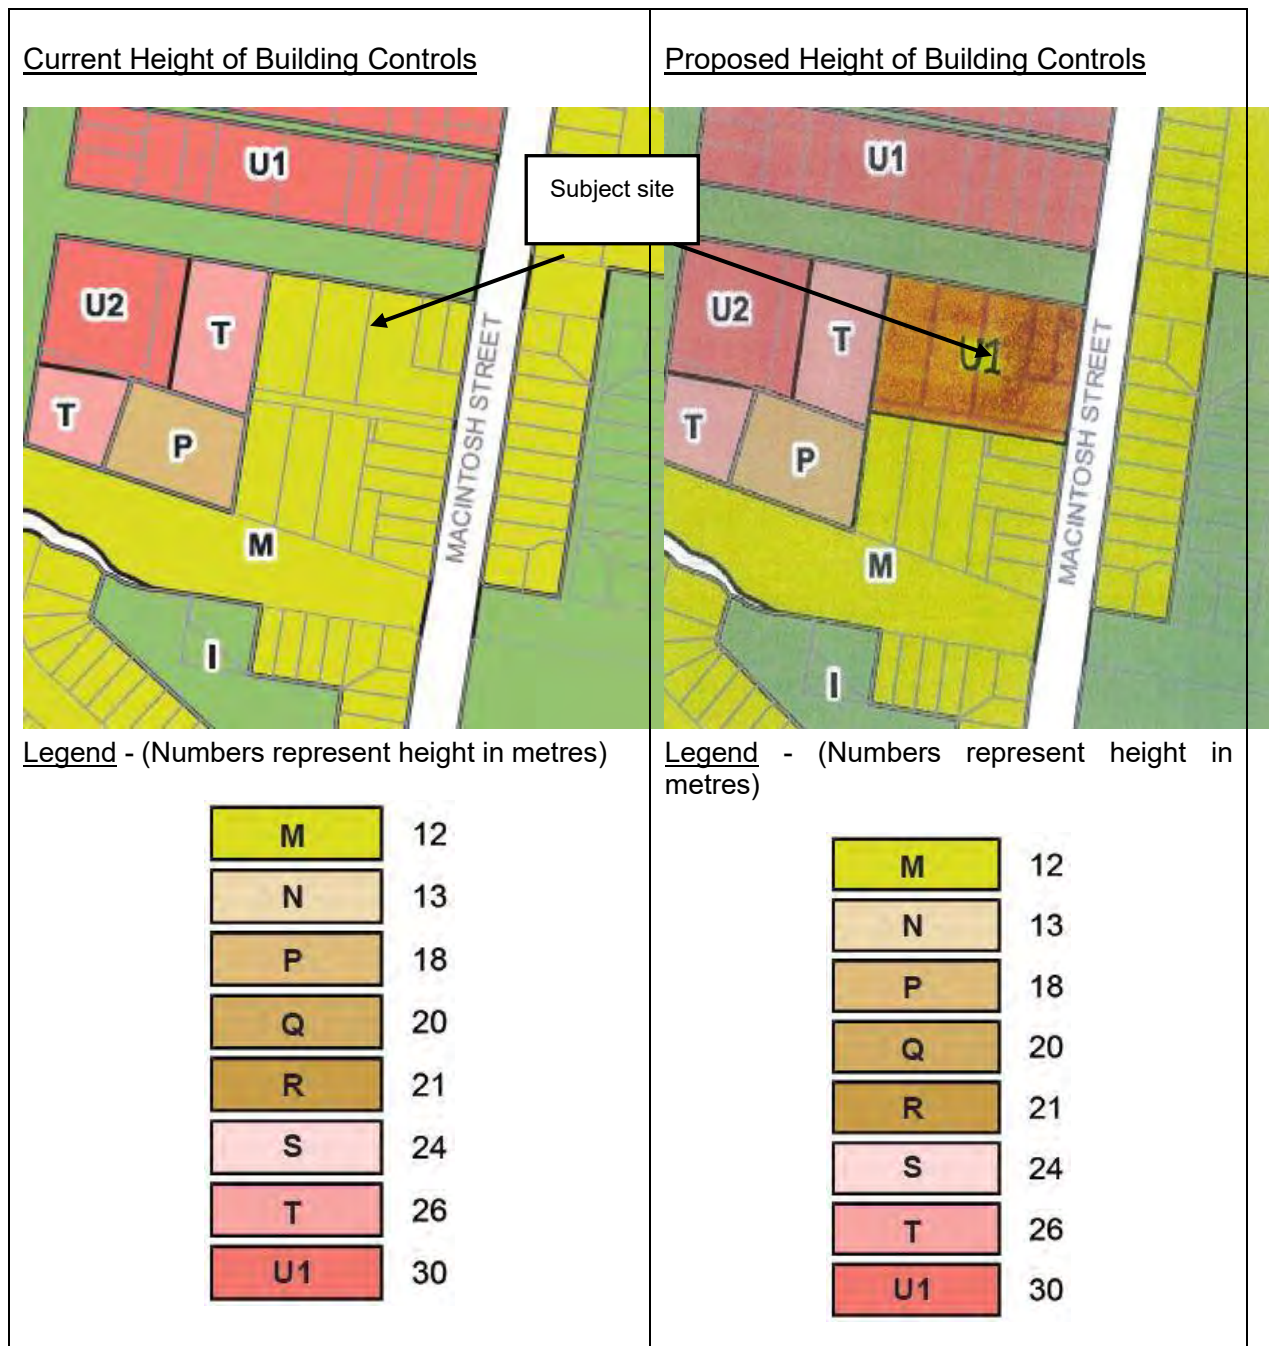 Current Height of Building Controls
U1
U2
T
T
P
M
I
MACINTOSH STREET
Subject site
Legend - (Numbers represent height in metres)
M 12
N 13
P 18
Q 20
R 21
S 24
T 26
U1 30
Proposed Height of Building Controls
U1
U2
T
U1
T
P
M
I
MACINTOSH STREET
Legend - (Numbers represent height in
metres)
M 12
N 13
P 18
Q 20
R 21
S 24
T 26
U1 30